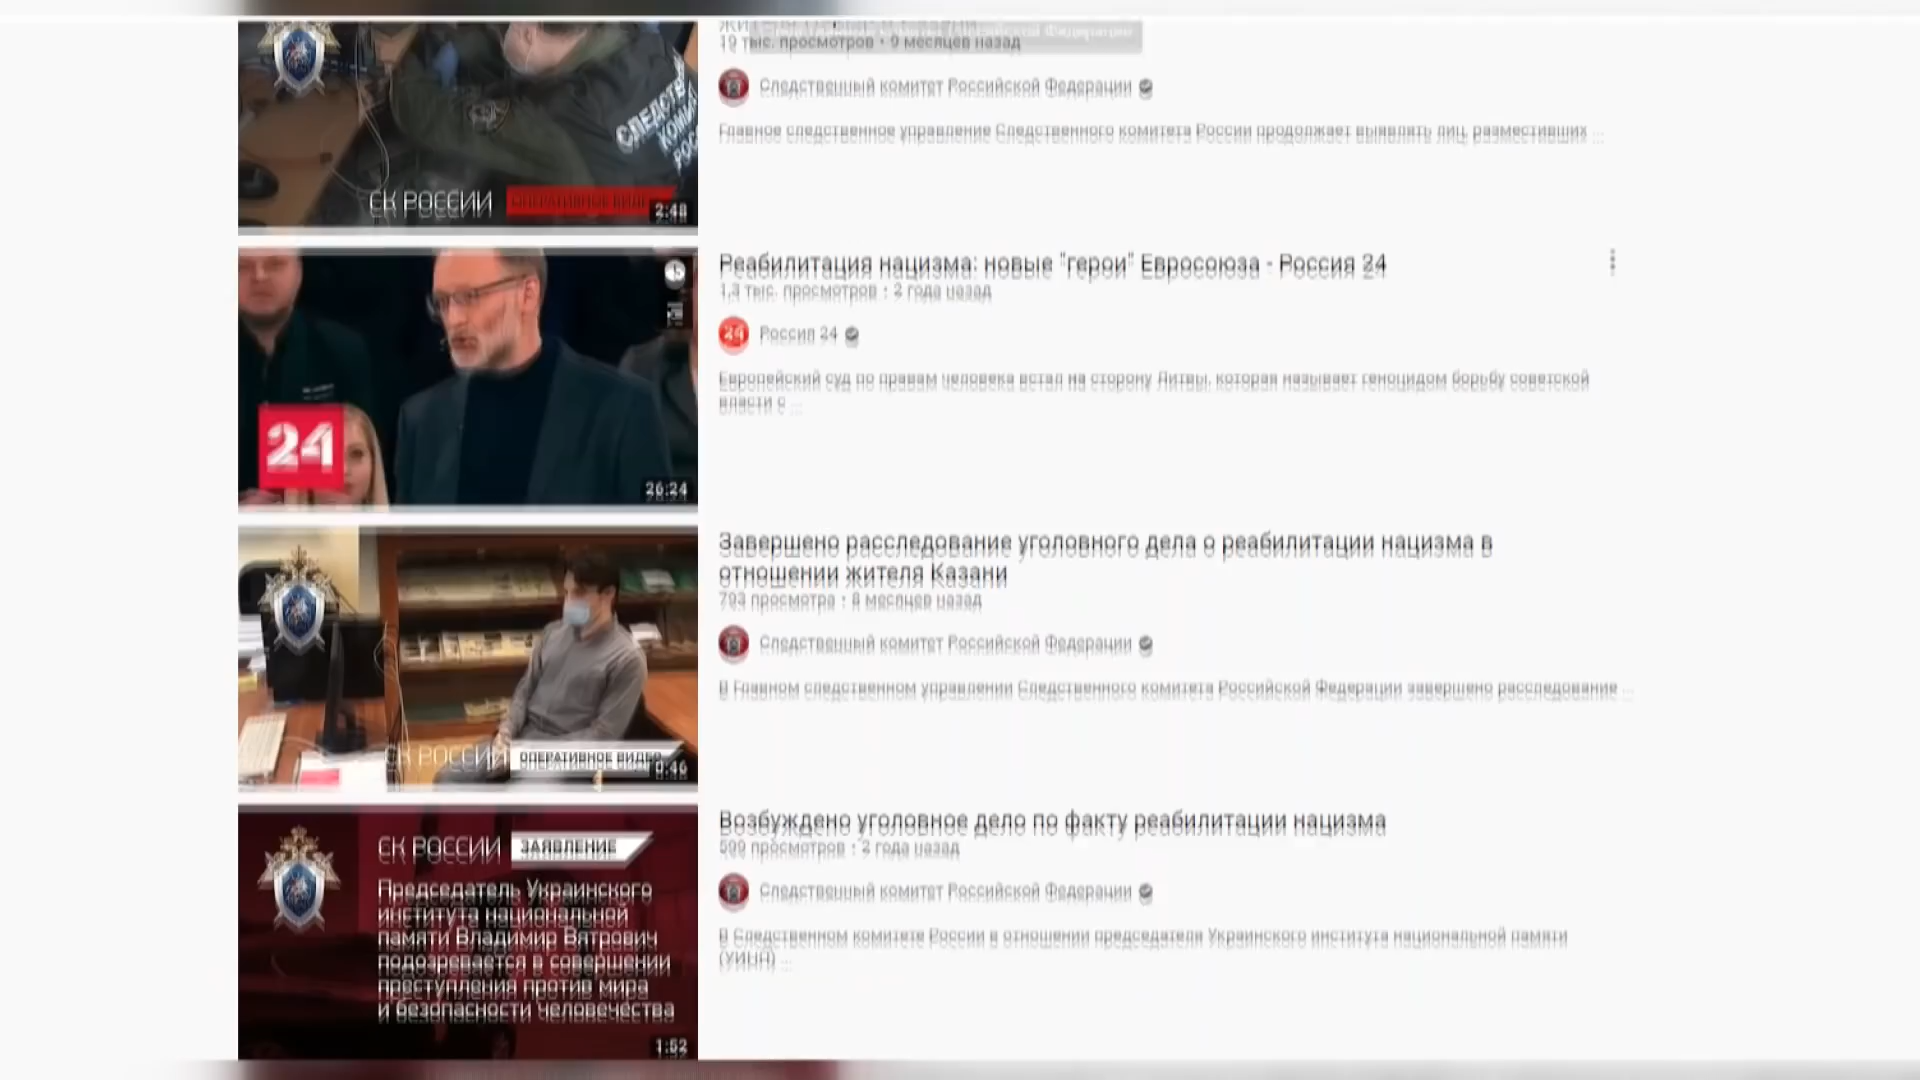 19 тыс. просмотров • 9 месяцев назад
Следственный комитет Российской Федерации
Главное следственное управление Следственного комитета России продолжает выявлять лиц, разместивших ...
СЛЕДСТВЕ
КОМИТ
РОС
СК РОССИИ ОПЕРАТИВНОЕ ВИДЕ
2:48
Реабилитация нацизма: новые "герои" Евросоюза - Россия 24
1,3 тыс. просмотров • 2 года назад
24 Россия 24
Европейский суд по правам человека встал на сторону Литвы, которая называет геноцидом борьбу советской
власти с ...
24
26:24
Завершено расследование уголовного дела о реабилитации нацизма в
отношении жителя Казани
793 просмотра • 8 месяцев назад
Следственный комитет Российской Федерации
В Главном следственном управлении Следственного комитета Российской Федерации завершено расследование ...
СК РОССИИ ОПЕРАТИВНОЕ ВИДЕО
0:46
Возбуждено уголовное дело по факту реабилитации нацизма
599 просмотров • 2 года назад
Следственный комитет Российской Федерации
В Следственном комитете России в отношении председателя Украинского института национальной памяти
(УИНП) ...
СК РОССИИ ЗАЯВЛЕНИЕ
Председатель Украинского
института национальной
памяти Владимир Вятрович
подозревается в совершении
преступления против мира
и безопасности человечества
1:52